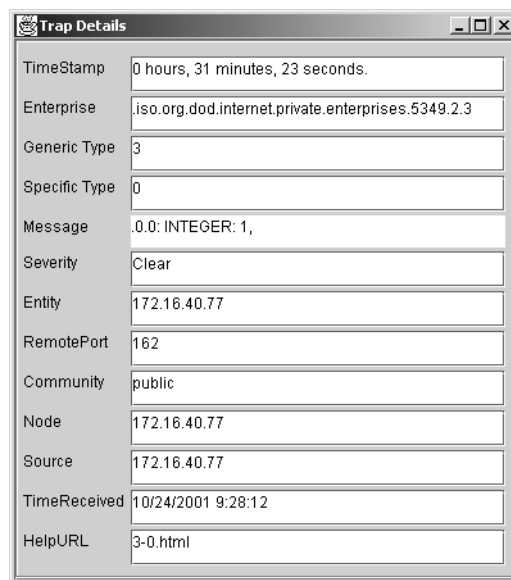 Trap Details
TimeStamp 0 hours, 31 minutes, 23 seconds.
Enterprise .iso.org.dod.internet.private.enterprises.5349.2.3
Generic Type 3
Specific Type 0
Message .0.0: INTEGER: 1,
Severity Clear
Entity 172.16.40.77
RemotePort 162
Community public
Node 172.16.40.77
Source 172.16.40.77
TimeReceived 10/24/2001 9:28:12
HelpURL 3-0.html